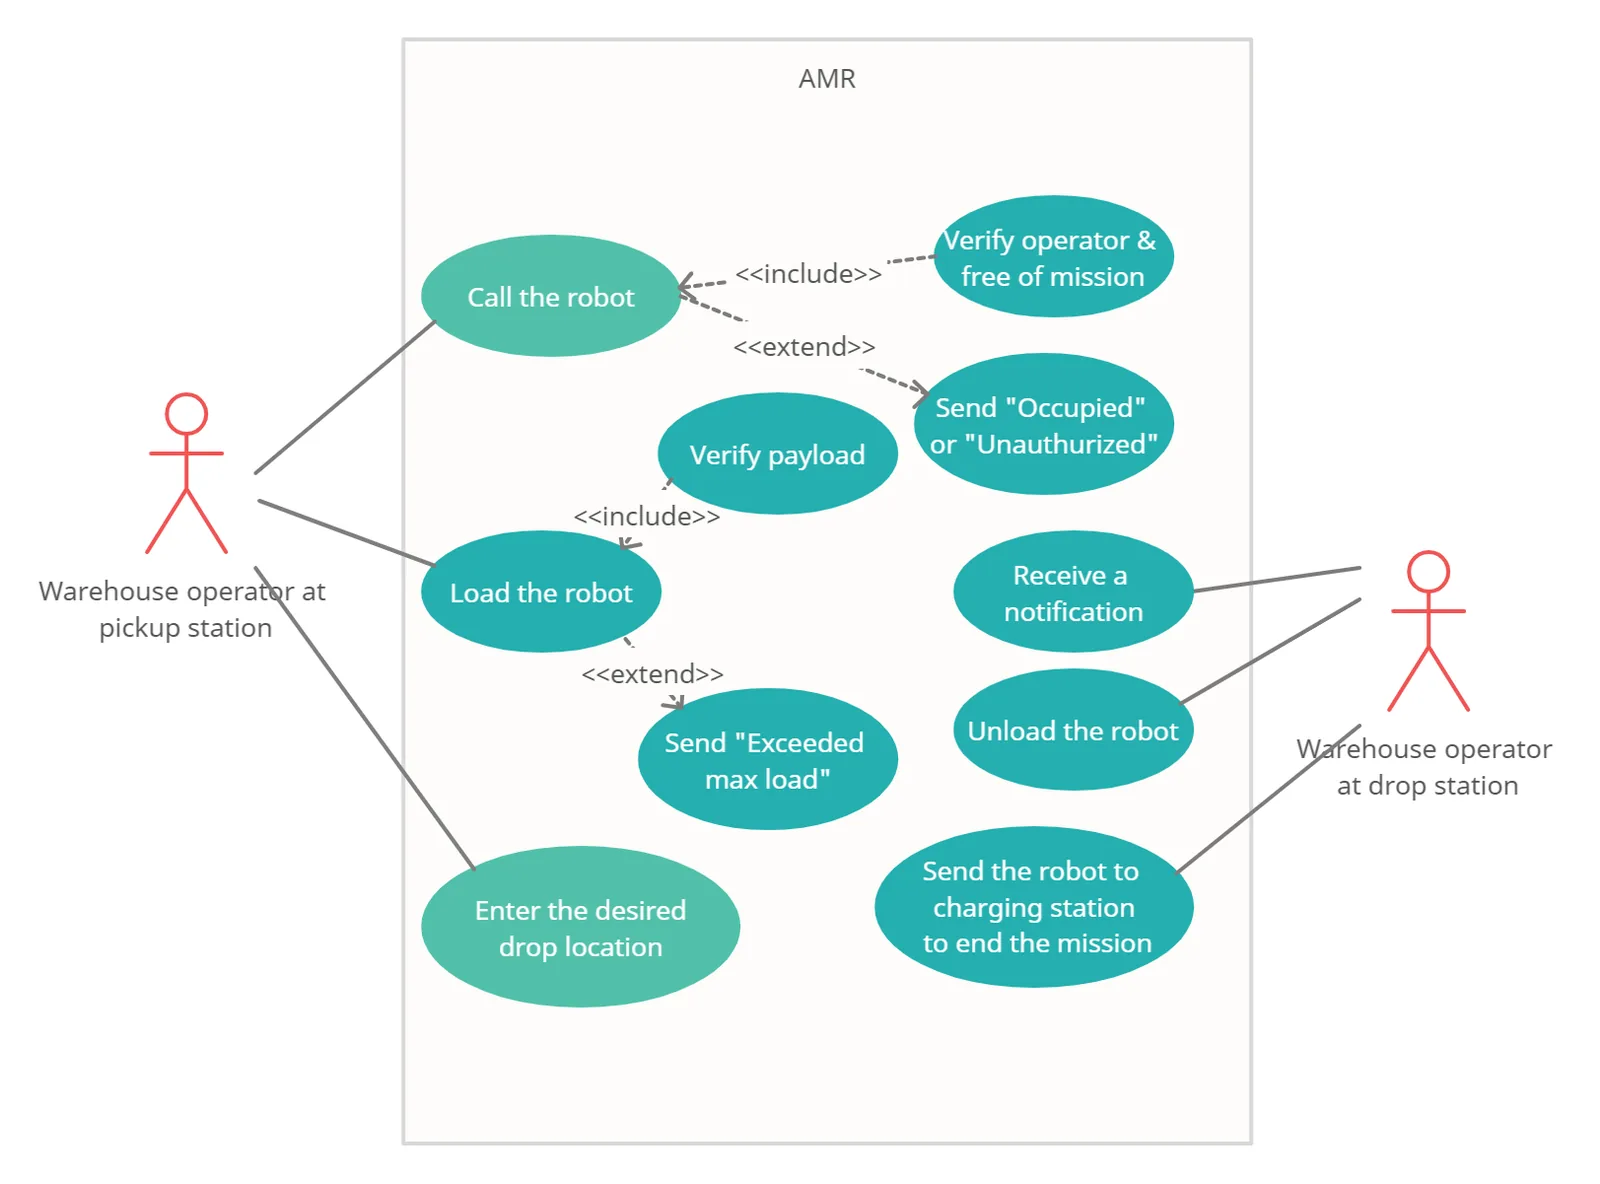 AMR
Call the robot
<<include>>
Verify operator &
free of mission
<<extend>>
Send "Occupied"
or "Unauthurized"
Verify payload
<<include>>
Load the robot
<<extend>>
Send "Exceeded
max load"
Enter the desired
drop location
Receive a
notification
Unload the robot
Send the robot to
charging station
to end the mission
Warehouse operator at
pickup station
Warehouse operator
at drop station